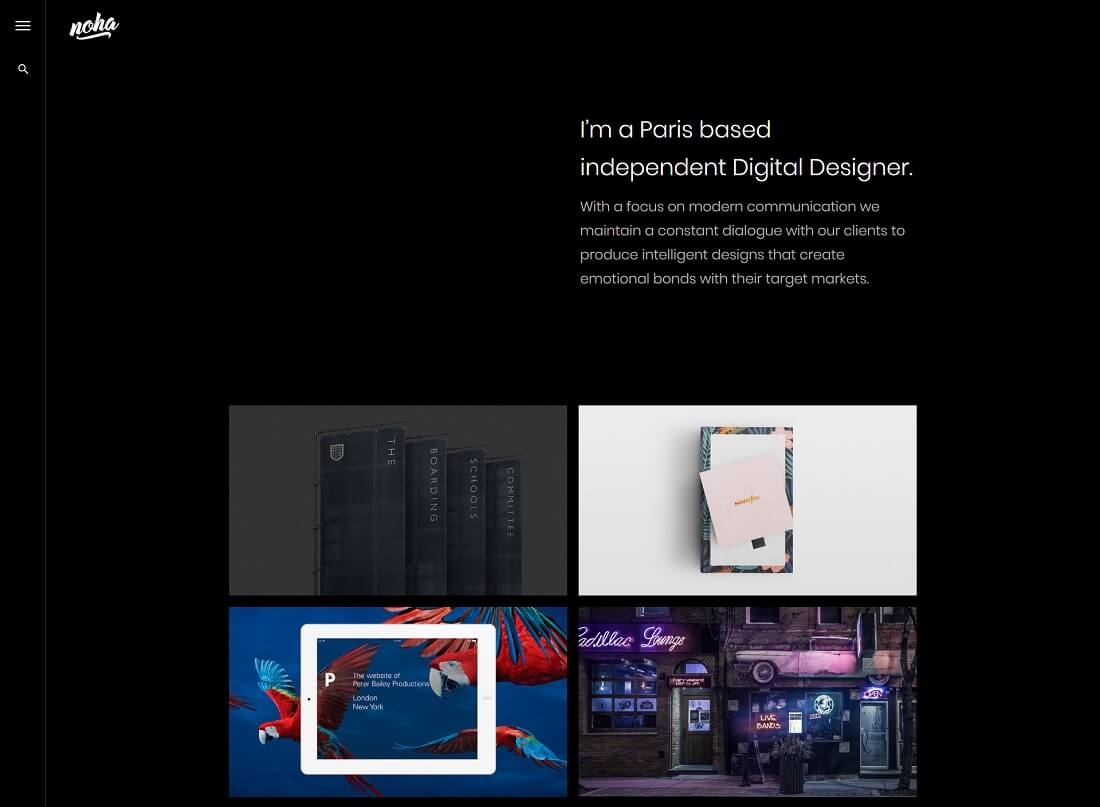 noha
I'm a Paris based
independent Digital Designer.
With a focus on modern communication we
maintain a constant dialogue with our clients to
produce intelligent designs that create
emotional bonds with their target markets.
THE
BOARDING
SCHOOLS
COMMITTEE
P
The website of
Peter Bailey Productions
London
New York
Cadillac Lounge
OPEN
LIVE
BANDS